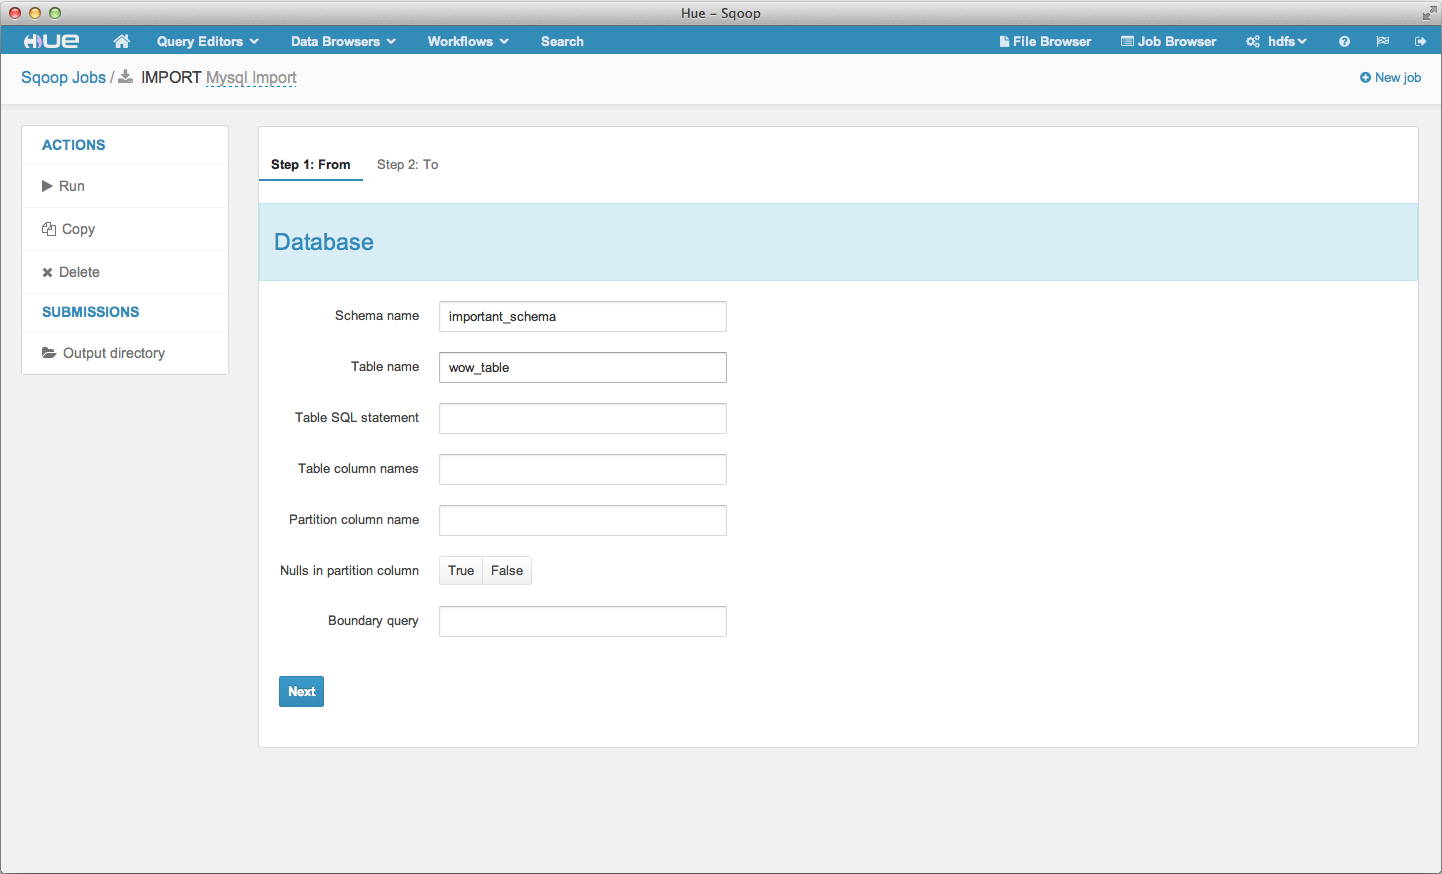 Hue – Sqoop
HUE Query Editors Data Browsers Workflows Search File Browser Job Browser hdfs
Sqoop Jobs / IMPORT Mysql Import New job
ACTIONS
Run
Copy
Delete
SUBMISSIONS
Output directory
Step 1: From Step 2: To
Database
Schema name important_schema
Table name wow_table
Table SQL statement
Table column names
Partition column name
Nulls in partition column True False
Boundary query
Next